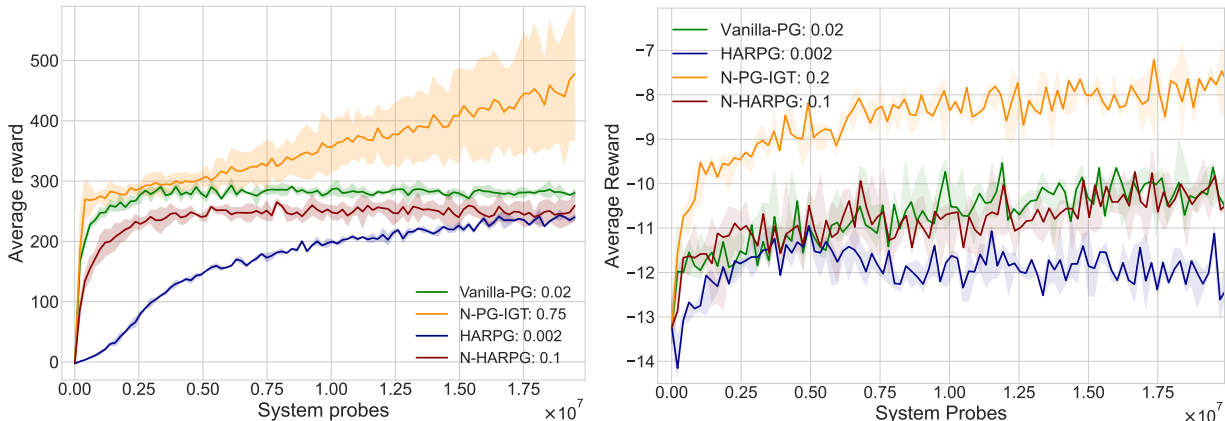 500
400
300
200
100
0
Average reward
Vanilla-PG: 0.02
N-PG-IGT: 0.75
HARPG: 0.002
N-HARPG: 0.1
0.00 0.25 0.50 0.75 1.00 1.25 1.50 1.75
System probes
×10⁷
−7
−8
−9
−10
−11
−12
−13
−14
Average Reward
Vanilla-PG: 0.02
HARPG: 0.002
N-PG-IGT: 0.2
N-HARPG: 0.1
0.00 0.25 0.50 0.75 1.00 1.25 1.50 1.75
System Probes
×10⁷